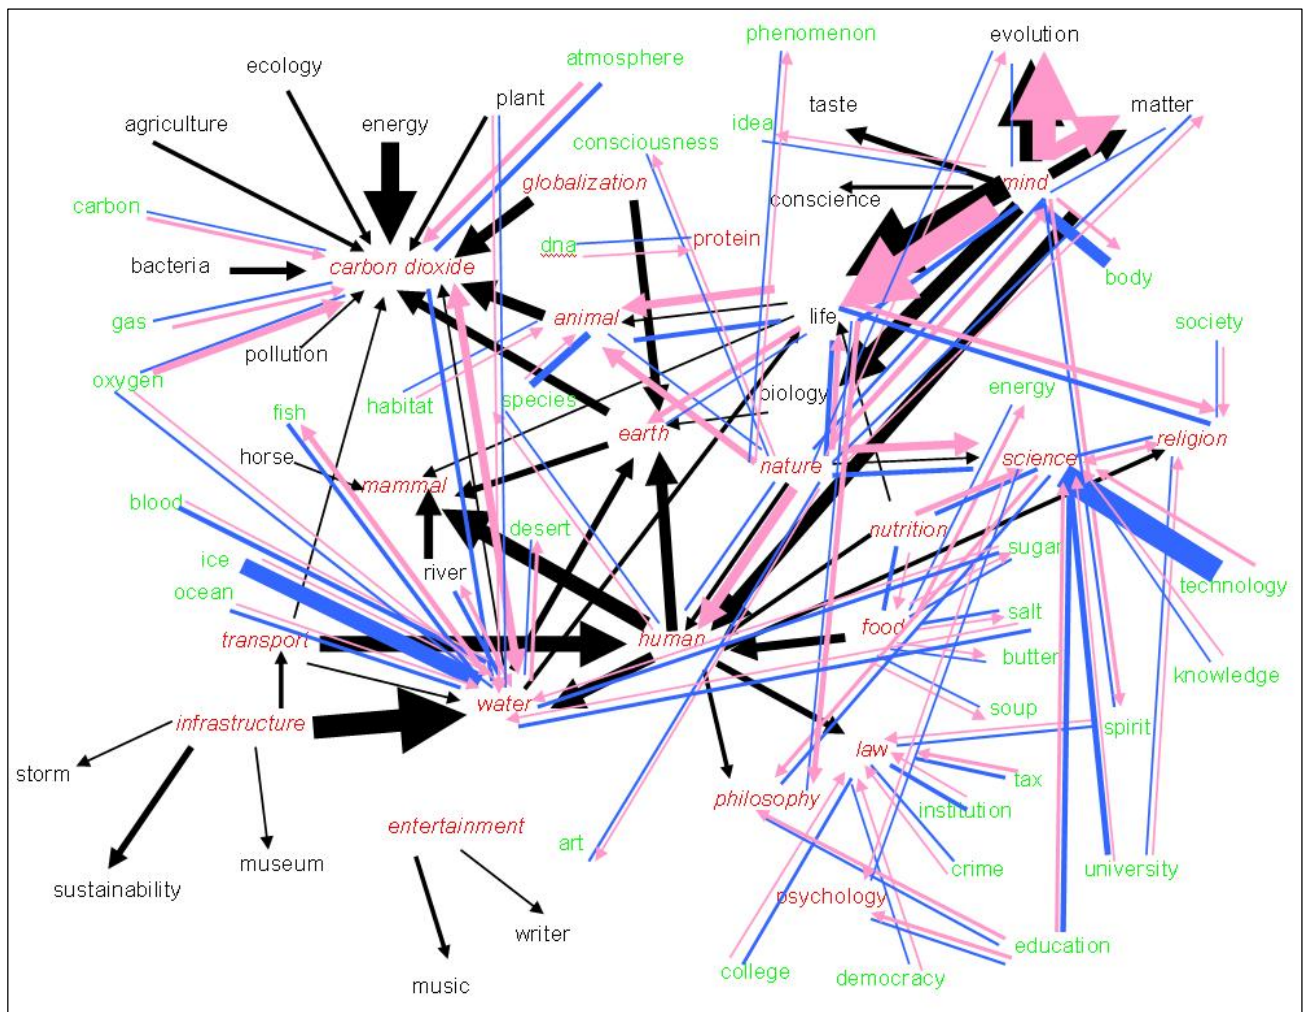 phenomenon
evolution
ecology
atmosphere
plant
taste
matter
agriculture
energy
idea
consciousness
globalization
mind
conscience
carbon
dna
protein
bacteria
carbon dioxide
body
gas
animal
life
society
pollution
oxygen
habitat
species
biology
energy
fish
earth
religion
horse
nature
science
mammal
blood
desert
nutrition
sugar
ice
river
technology
ocean
salt
transport
human
food
butter
knowledge
water
soup
infrastructure
spirit
law
storm
tax
philosophy
institution
entertainment
art
museum
crime
university
sustainability
psychology
writer
education
college
democracy
music